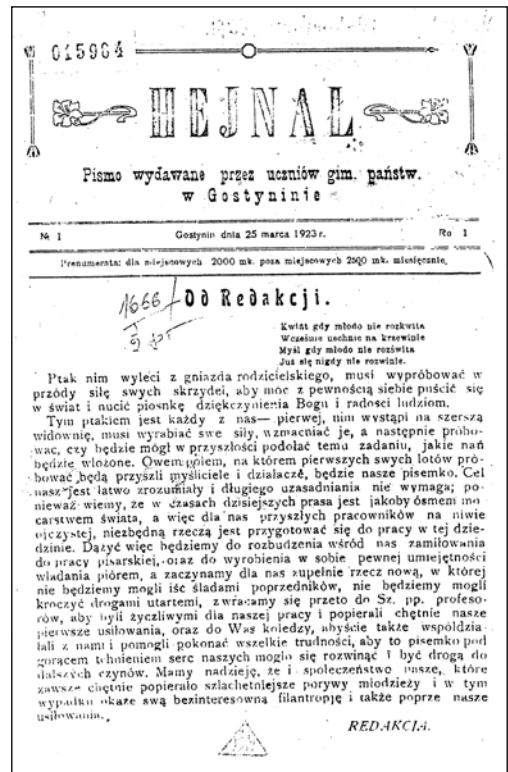 015904
HEJNAŁ
Pismo wydawane przez uczniów gim. państw.
w Gostyninie
№ 1 Gostynin dnia 25 marca 1923 r. Ro 1
Prenumerata: dla miejscowych 2000 mk. poza miejscowych 2500 mk. miesięcznie.
1666
Od Redakcji.
Kwiat gdy młodo nie rozkwita
Wcześnie uschnie na krzewinie
Myśl gdy młodo nie rozświta
Już się nigdy nie rozwinie.
Ptak nim wyleci z gniazda rodzicielskiego, musi wypróbować w
przódy siłę swych skrzydeł, aby móc z pewnością siebie puścić się
w świat i nucić piosnkę dziękczynienia Bogu i radości ludziom.
Tym ptakiem jest każdy z nas— pierwej, nim wystąpi na szerszą
widownię, musi wyrabiać swe siły, wzmacniać je, a następnie próbo-
wać, czy będzie mógł w przyszłości podołać temu zadaniu, jakie nań
będzie włożone. Owem polem, na którem pierwszych swych lotów pró-
bować będą przyszli myśliciele i działacze, będzie nasze pisemko. Cel
nasz jest łatwo zrozumiały i długiego uzasadniania nie wymaga; po-
nieważ wiemy, że w czasach dzisiejszych prasa jest jakoby ósmem mo
carstwem świata, a więc dla nas przyszłych pracowników na niwie
ojczystej, niezbędną rzeczą jest przygotować się do pracy w tej dzie-
dzinie. Dążyć więc będziemy do rozbudzenia wśród nas zamiłowania
do pracy pisarskiej, oraz do wyrobienia w sobie pewnej umiejętności
władania piórem, a zaczynamy dla nas zupełnie rzecz nową, w której
nie będziemy mogli iść śladami poprzedników, nie będziemy mogli
kroczyć drogami utartemi, zwracamy się przeto do Sz. pp. profeso-
rów, aby byli życzliwymi dla naszej pracy i popierali chętnie nasze
pierwsze usiłowania, oraz do Was koledzy, abyście także współdzia-
łali z nami i pomogli pokonać wszelkie trudności, aby to pisemko pod
gorącem tchnieniem serc naszych mogło się rozwinąć i być drogą do
dalszych czynów. Mamy nadzieję, że i społeczeństwo nasze, które
zawsze chętnie popierało szlachetniejsze porywy młodzieży i w tym
wypadku okaże swą bezinteresowną filantropję i także poprze nasze
usiłowania.
REDAKCJA.